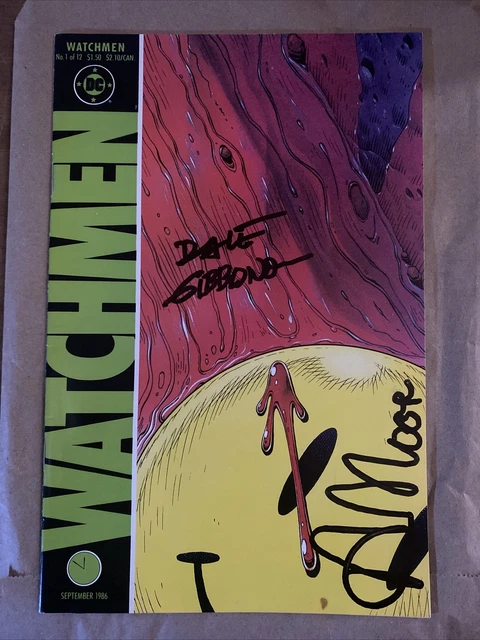 WATCHMEN
No. 1 of 12 $1.50 $2.10/CAN.
DC
WATCHMEN
DAVE
GIBBONS
A Moore
SEPTEMBER 1986